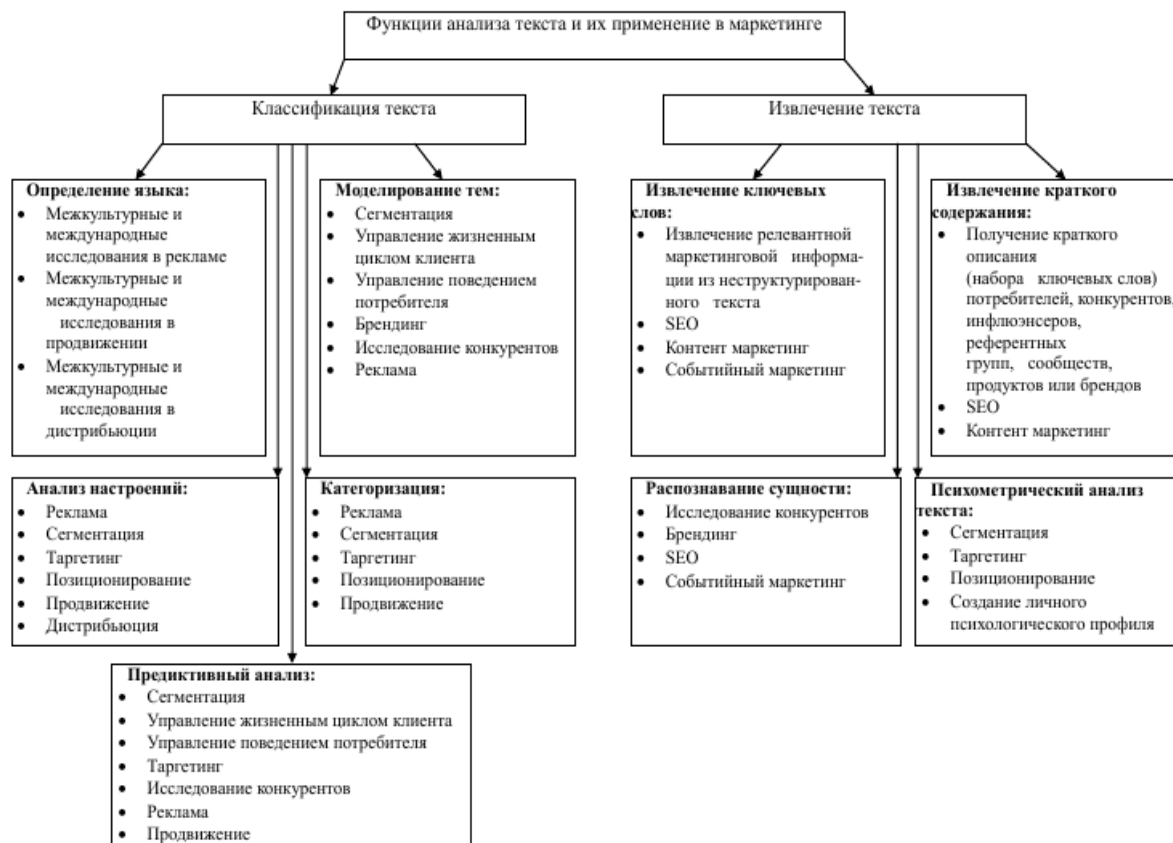 Функции анализа текста и их применение в маркетинге
Классификация текста
Извлечение текста
Определение языка:
• Межкультурные и
международные
исследования в рекламе
• Межкультурные и
международные
исследования в
продвижении
• Межкультурные и
международные
исследования в
дистрибьюции
Моделирование тем:
• Сегментация
• Управление жизненным
циклом клиента
• Управление поведением
потребителя
• Брендинг
• Исследование конкурентов
• Реклама
Извлечение ключевых
слов:
• Извлечение релевантной
маркетинговой информа-
ции из неструктурирован-
ного текста
• SEO
• Контент маркетинг
• Событийный маркетинг
Извлечение краткого
содержания:
• Получение краткого
описания
(набора ключевых слов)
потребителей, конкурентов,
инфлюэнсеров,
референтных
групп, сообществ,
продуктов или брендов
• SEO
• Контент маркетинг
Анализ настроений:
• Реклама
• Сегментация
• Таргетинг
• Позиционирование
• Продвижение
• Дистрибьюция
Категоризация:
• Реклама
• Сегментация
• Таргетинг
• Позиционирование
• Продвижение
Распознавание сущности:
• Исследование конкурентов
• Брендинг
• SEO
• Событийный маркетинг
Психометрический анализ
текста:
• Сегментация
• Таргетинг
• Позиционирование
• Создание личного
психологического профиля
Предиктивный анализ:
• Сегментация
• Управление жизненным циклом клиента
• Управление поведением потребителя
• Таргетинг
• Исследование конкурентов
• Реклама
• Продвижение